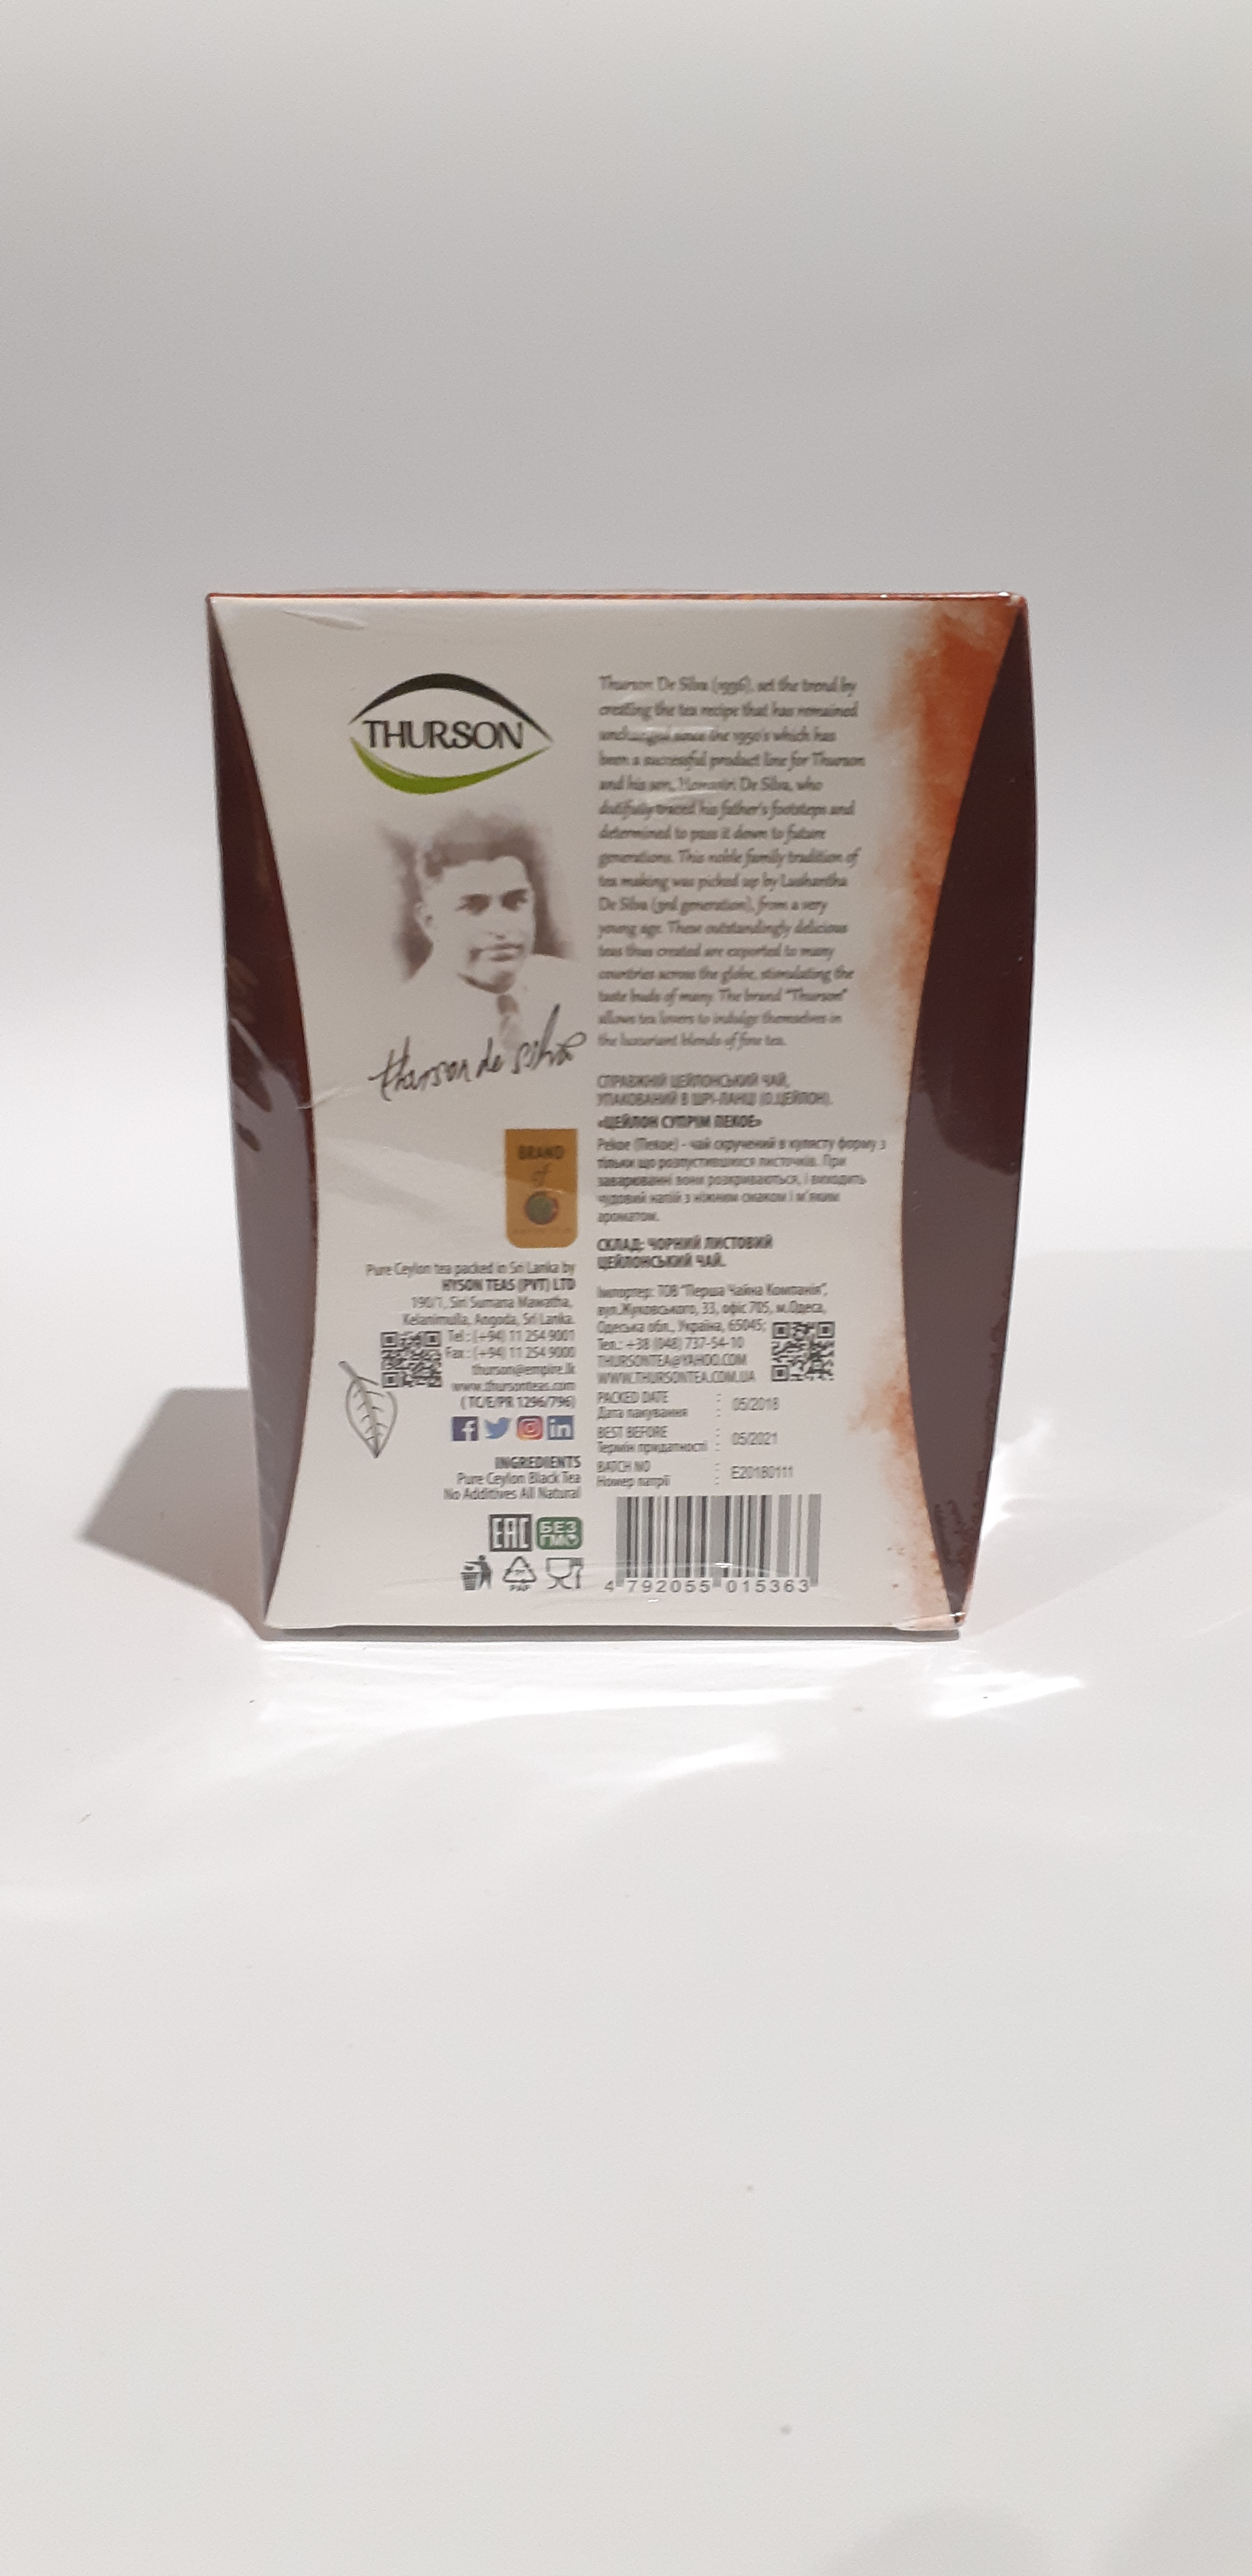 THURSON
thurson de silva
BRAND
of
Pure Ceylon tea packed in Sri Lanka by
HYSON TEAS (PVT) LTD
190/1, Siri Sumana Mawatha,
Kelanimulla, Angoda, Sri Lanka.
Tel : (+94) 11 254 9001
Fax : (+94) 11 254 9000
thurson@empire.lk
www.thursonteas.com
( TC/E/PR 1296/796)
INGREDIENTS
Pure Ceylon Black Tea
No Additives All Natural
EAC
БЕЗ
ГМО
PAP
Thurson De Silva (1936), set the trend by
creating the tea recipe that has remained
unchanged since the 1950's which has
been a successful product line for Thurson
and his son, De Silva, who
dutifully traced his father's footsteps and
determined to pass it down to future
generations. This noble family tradition of
tea making was picked up by Lashantha
De Silva (3rd generation), from a very
young age. These outstandingly delicious
teas thus created are exported to many
countries across the globe, stimulating the
taste buds of many. The brand "Thurson"
allows tea lovers to indulge themselves in
the luxuriant blends of fine tea.
СПРАВЖНІЙ ЦЕЙЛОНСЬКИЙ ЧАЙ,
УПАКОВАНИЙ В ШРІ-ЛАНЦІ (О.ЦЕЙЛОН).
«ЦЕЙЛОН СУПРІМ ПЕКОЕ»
Pekoe (Пекое) - чай скручений в кулясту форму з
тільки що розпустившихся листочків. При
заварюванні вони розкриваються, і виходить
чудовий напій з ніжним смаком і м'яким
ароматом.
СКЛАД: ЧОРНИЙ ЛИСТОВИЙ
ЦЕЙЛОНСЬКИЙ ЧАЙ.
Імпортер: ТОВ "Перша Чайна Компанія",
вул.Жуковського, 33, офіс 705, м.Одеса,
Одеська обл., Україна, 65045;
Тел.: +38 (048) 737-54-10
THURSONTEA@YAHOO.COM
WWW.THURSONTEA.COM.UA
PACKED DATE
Дата пакування : 05/2018
BEST BEFORE
Термін придатності : 05/2021
BATCH NO
Номер партії : E20180111
4 792055 015363